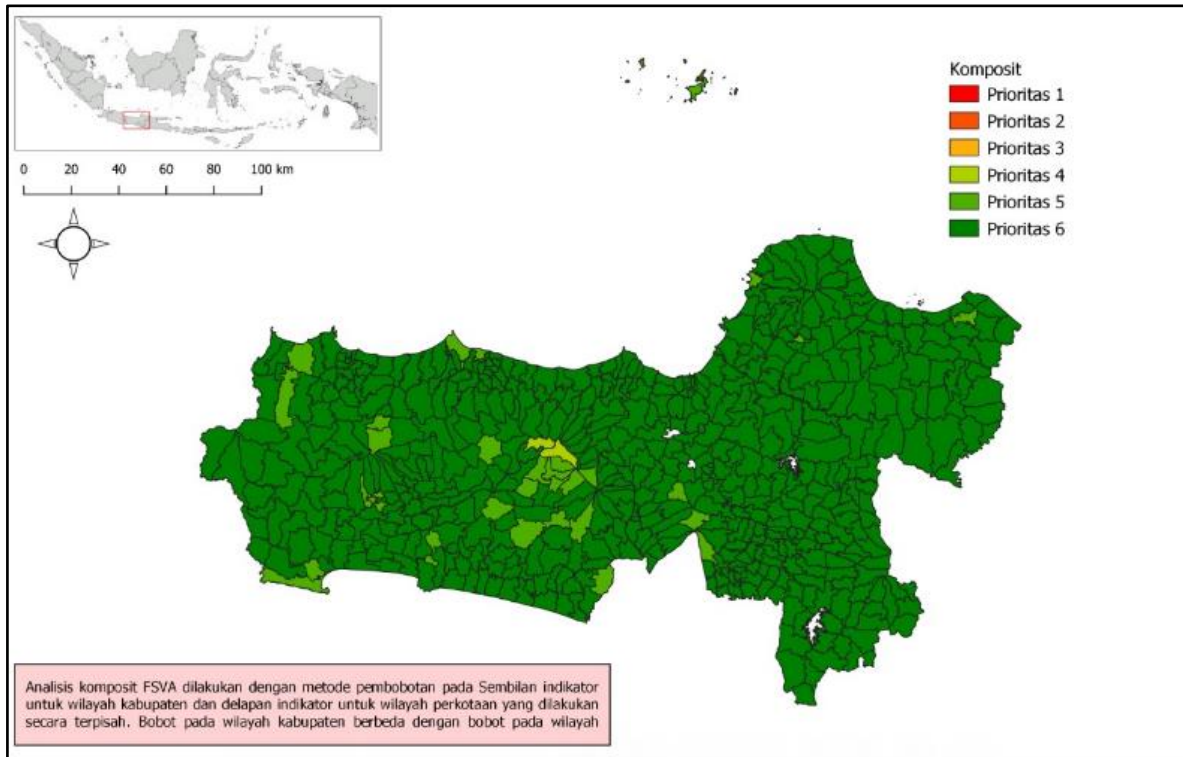 Komposit
Prioritas 1
Prioritas 2
Prioritas 3
Prioritas 4
Prioritas 5
Prioritas 6
0 20 40 60 80 100 km
Analisis komposit FSVA dilakukan dengan metode pembobotan pada Sembilan indikator
untuk wilayah kabupaten dan delapan indikator untuk wilayah perkotaan yang dilakukan
secara terpisah. Bobot pada wilayah kabupaten berbeda dengan bobot pada wilayah